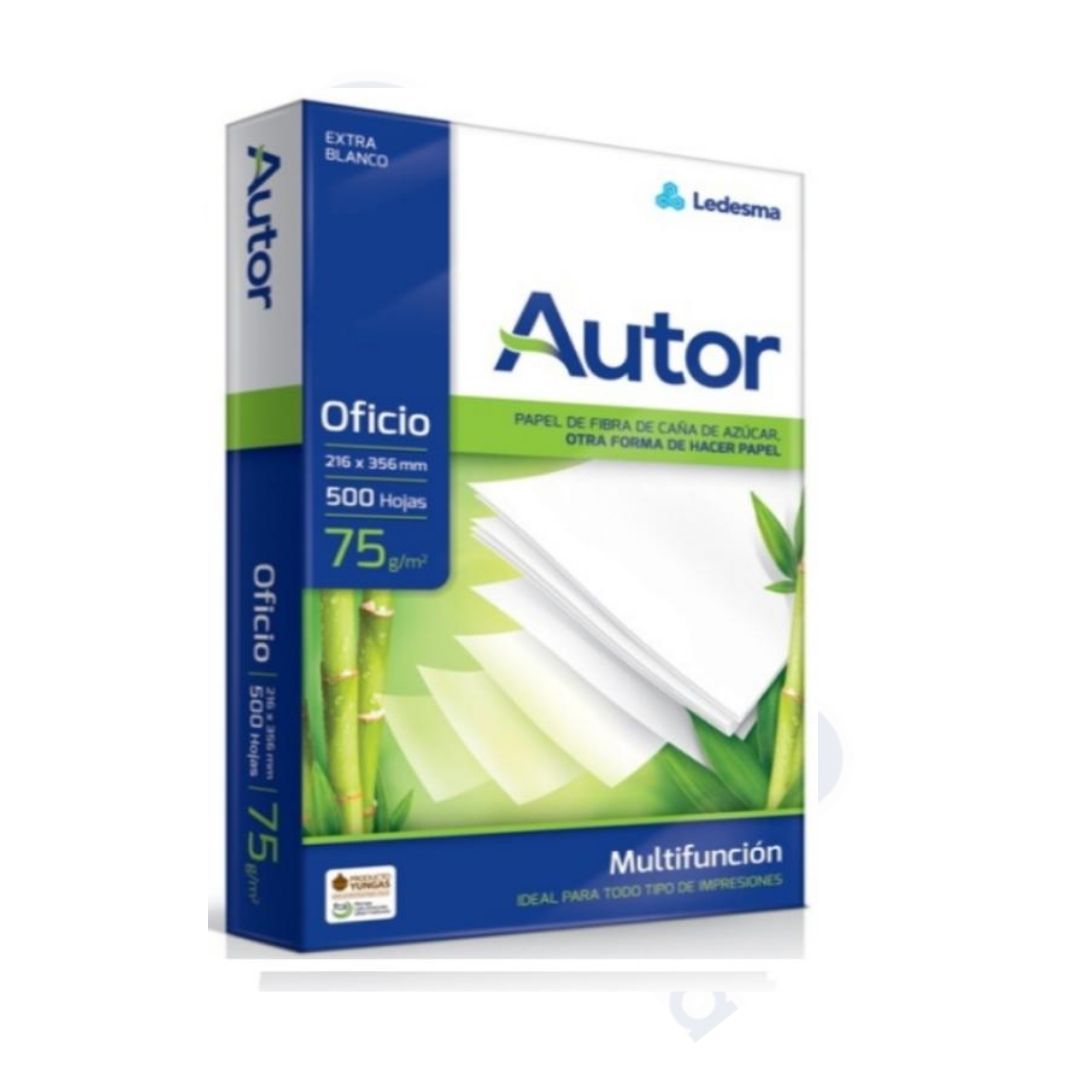 EXTRA
BLANCO
Ledesma
Autor
PAPEL DE FIBRA DE CAÑA DE AZÚCAR,
OTRA FORMA DE HACER PAPEL
Oficio
216 x 356 mm
500 Hojas
75 g/m²
Multifunción
IDEAL PARA TODO TIPO DE IMPRESIONES
PRODUCTO
YUNGAS
Autor
Oficio
216 x 356 mm
500 Hojas
75 g/m²